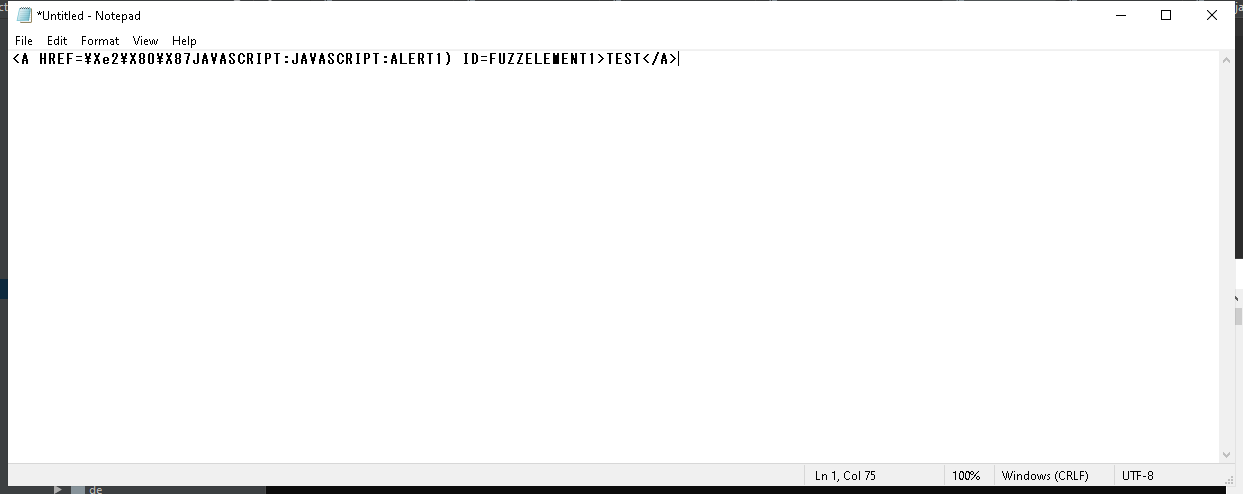 *Untitled - Notepad
File Edit Format View Help
<A HREF=¥Xe2¥X80¥X87JAVASCRIPT:JAVASCRIPT:ALERT1) ID=FUZZELEMENT1>TEST</A>
Ln 1, Col 75 100% Windows (CRLF) UTF-8
de